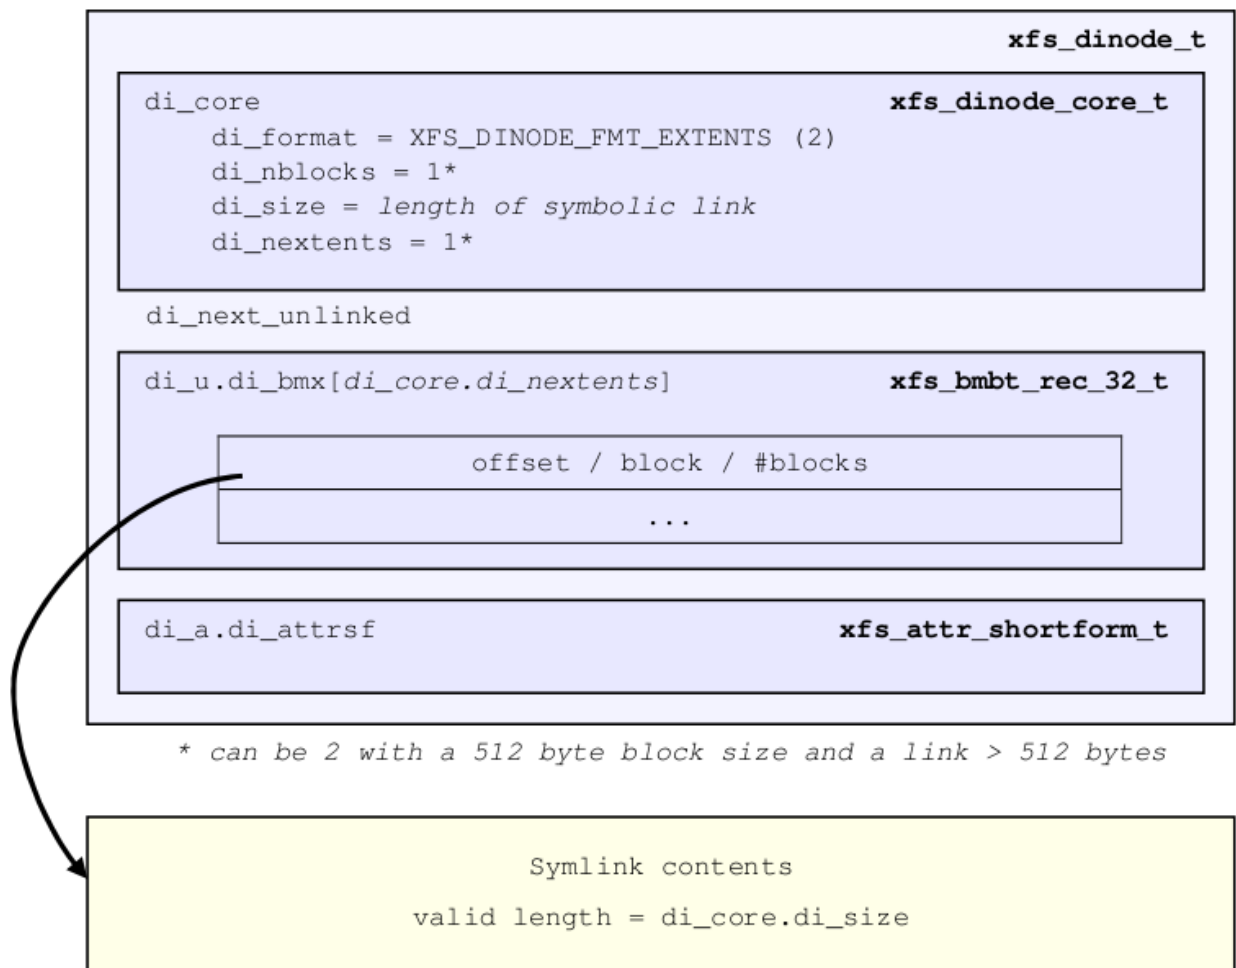 xfs_dinode_t
di_core xfs_dinode_core_t
di_format = XFS_DINODE_FMT_EXTENTS (2)
di_nblocks = 1*
di_size = length of symbolic link
di_nextents = 1*
di_next_unlinked
di_u.di_bmx[di_core.di_nextents] xfs_bmbt_rec_32_t
offset / block / #blocks
...
di_a.di_attrsf xfs_attr_shortform_t
* can be 2 with a 512 byte block size and a link > 512 bytes
Symlink contents
valid length = di_core.di_size